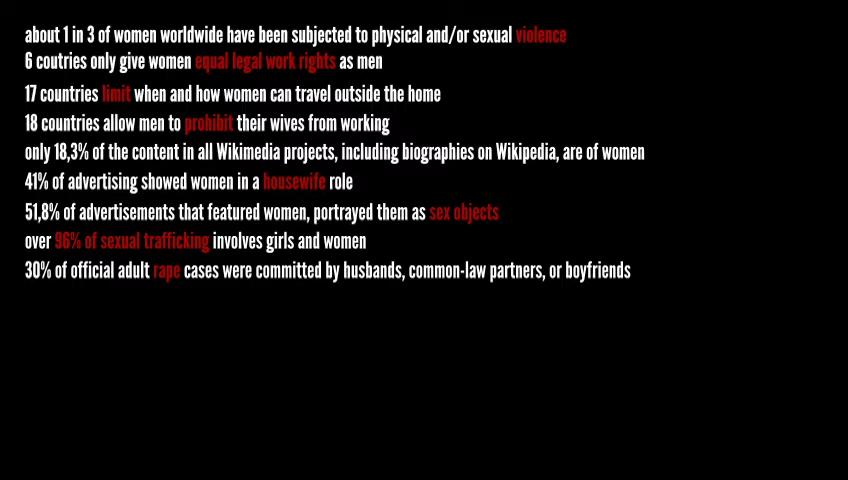 about 1 in 3 of women worldwide have been subjected to physical and/or sexual violence
6 coutries only give women equal legal work rights as men
17 countries limit when and how women can travel outside the home
18 countries allow men to prohibit their wives from working
only 18,3% of the content in all Wikimedia projects, including biographies on Wikipedia, are of women
41% of advertising showed women in a housewife role
51,8% of advertisements that featured women, portrayed them as sex objects
over 96% of sexual trafficking involves girls and women
30% of official adult rape cases were committed by husbands, common-law partners, or boyfriends